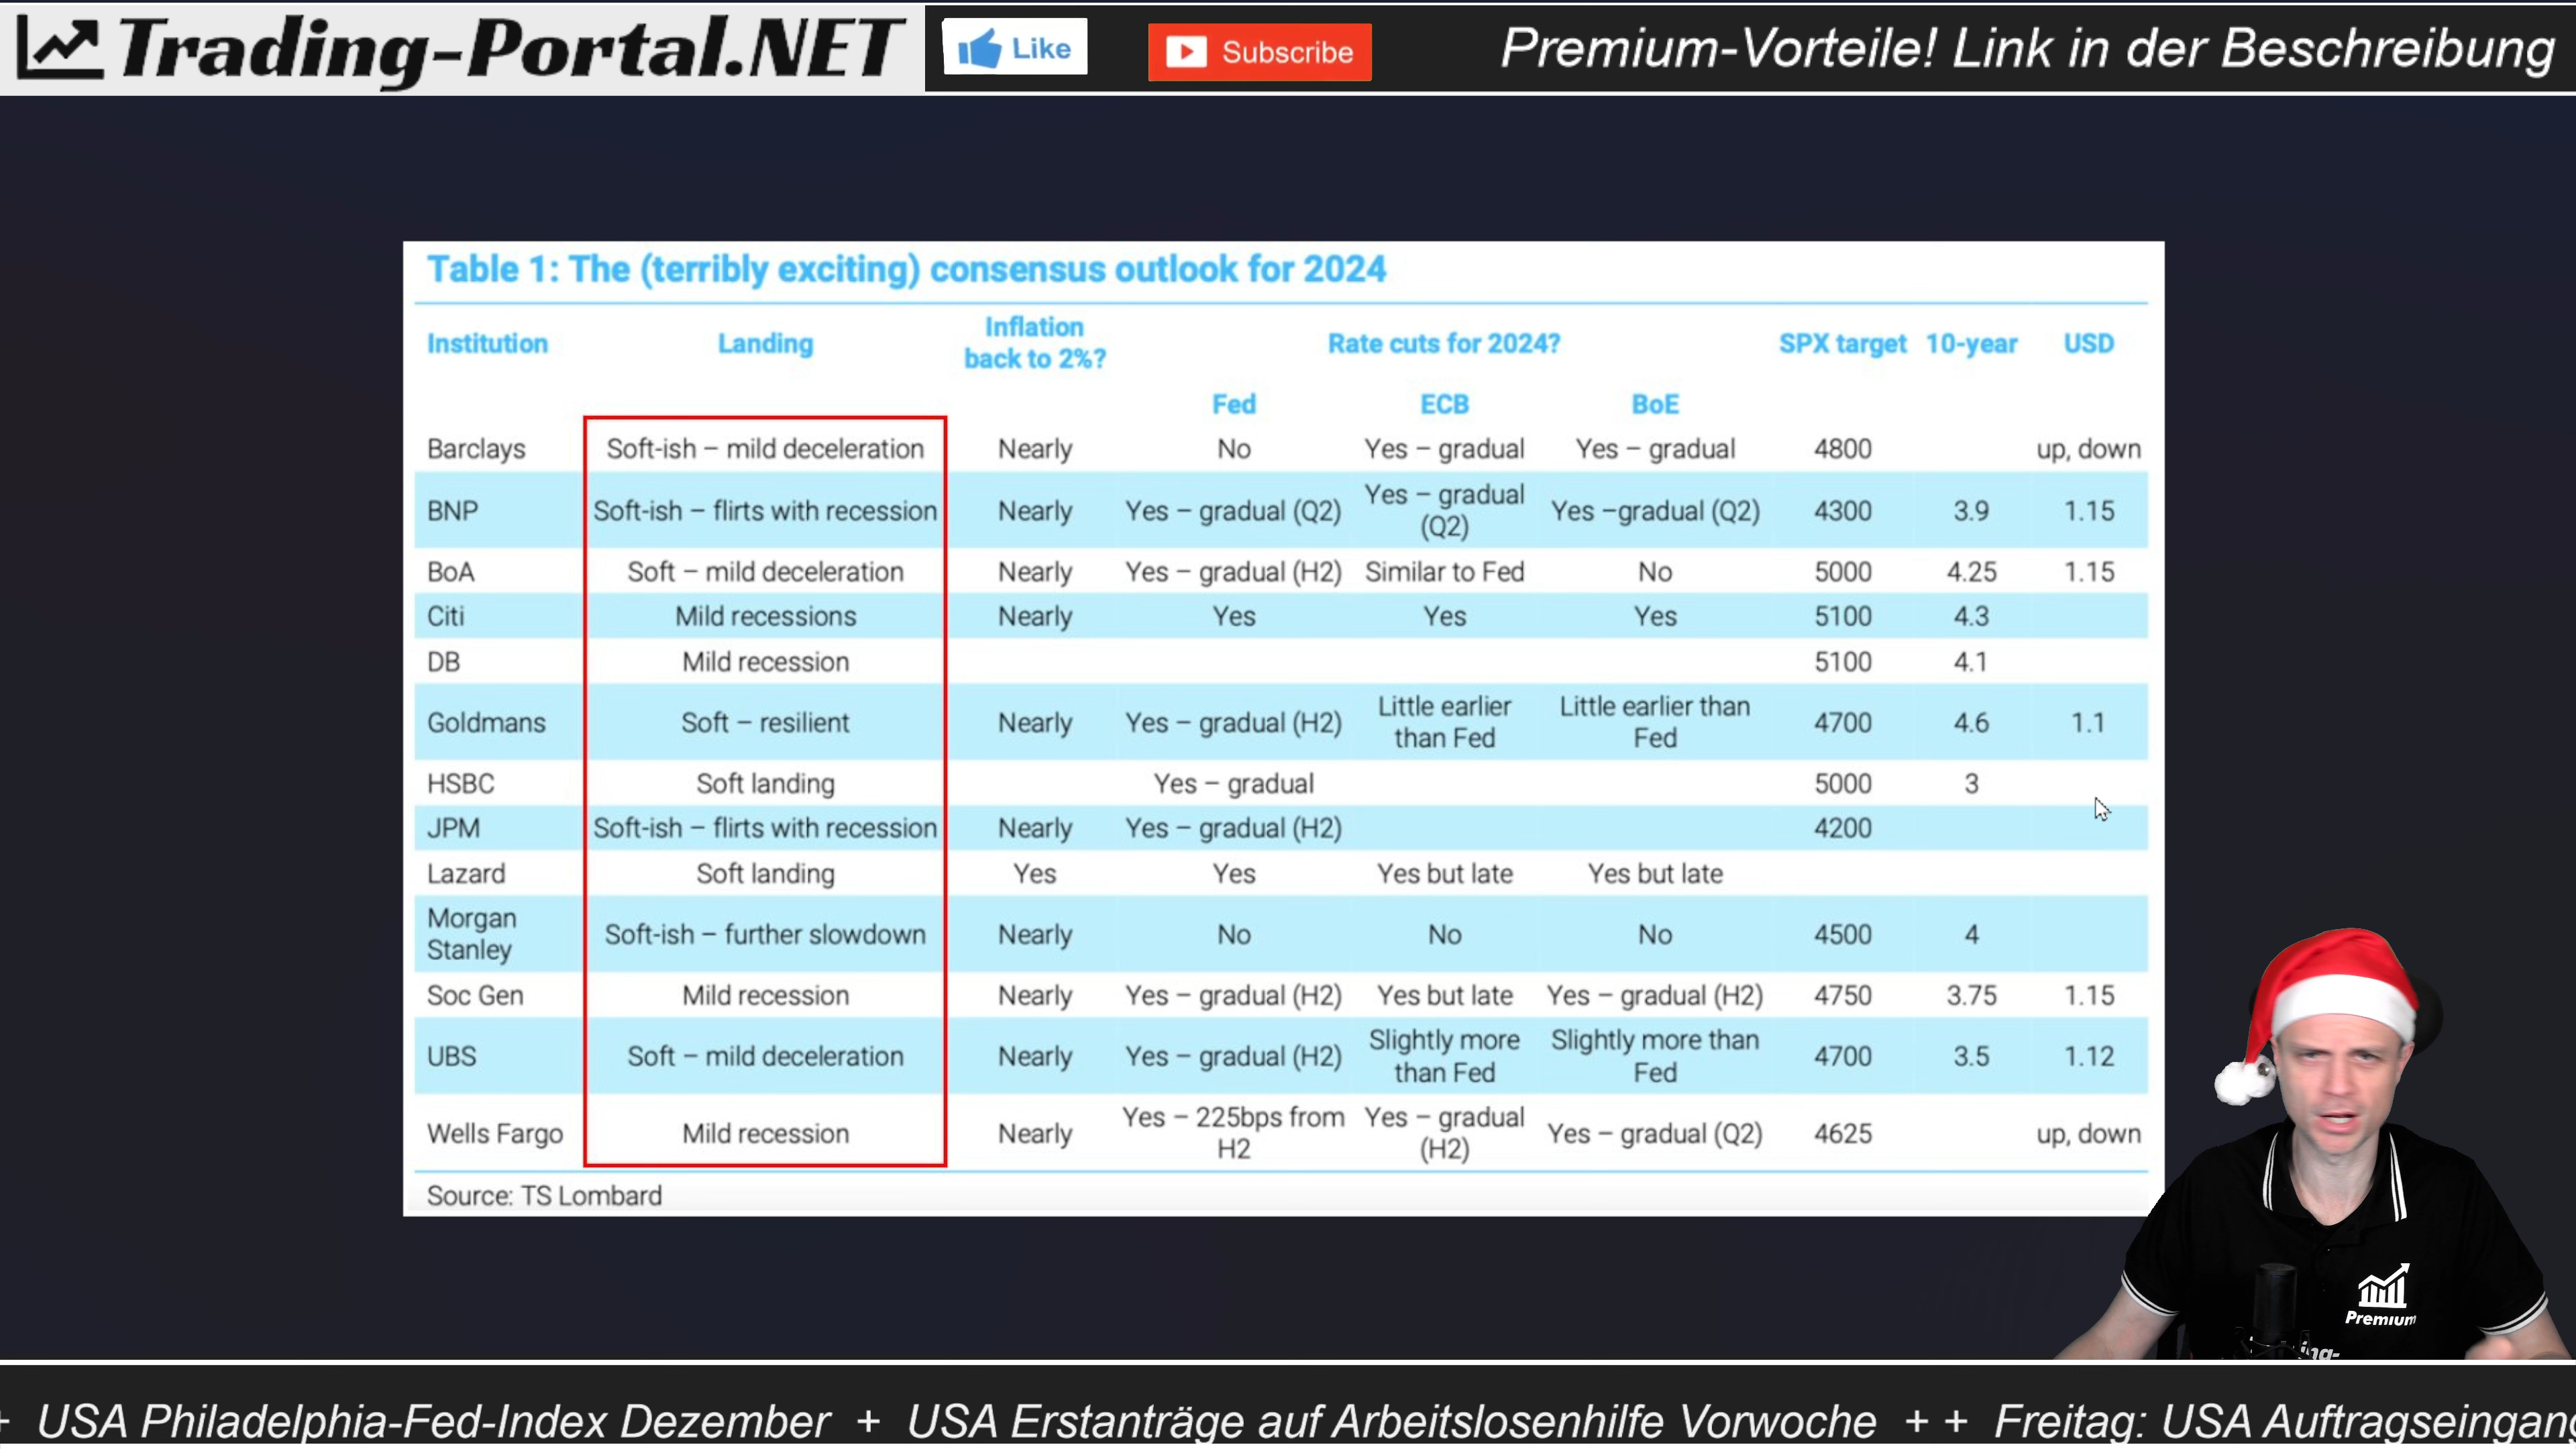 Trading-Portal.NET
Like
Subscribe
Premium-Vorteile! Link in der Beschreibung
Table 1: The (terribly exciting) consensus outlook for 2024
Institution Landing Inflation back to 2%? Rate cuts for 2024? SPX target 10-year USD
Fed ECB BoE
Barclays Soft-ish – mild deceleration Nearly No Yes – gradual Yes – gradual 4800 up, down
BNP Soft-ish – flirts with recession Nearly Yes – gradual (Q2) Yes – gradual (Q2) Yes –gradual (Q2) 4300 3.9 1.15
BoA Soft – mild deceleration Nearly Yes – gradual (H2) Similar to Fed No 5000 4.25 1.15
Citi Mild recessions Nearly Yes Yes Yes 5100 4.3
DB Mild recession 5100 4.1
Goldmans Soft – resilient Nearly Yes – gradual (H2) Little earlier than Fed Little earlier than Fed 4700 4.6 1.1
HSBC Soft landing Yes – gradual 5000 3
JPM Soft-ish – flirts with recession Nearly Yes – gradual (H2) 4200
Lazard Soft landing Yes Yes Yes but late Yes but late
Morgan Stanley Soft-ish – further slowdown Nearly No No No 4500 4
Soc Gen Mild recession Nearly Yes – gradual (H2) Yes but late Yes – gradual (H2) 4750 3.75 1.15
UBS Soft – mild deceleration Nearly Yes – gradual (H2) Slightly more than Fed Slightly more than Fed 4700 3.5 1.12
Wells Fargo Mild recession Nearly Yes – 225bps from H2 Yes – gradual (H2) Yes – gradual (Q2) 4625 up, down
Source: TS Lombard
Premium
+ USA Philadelphia-Fed-Index Dezember + USA Erstanträge auf Arbeitslosenhilfe Vorwoche + + Freitag: USA Auftragseingang